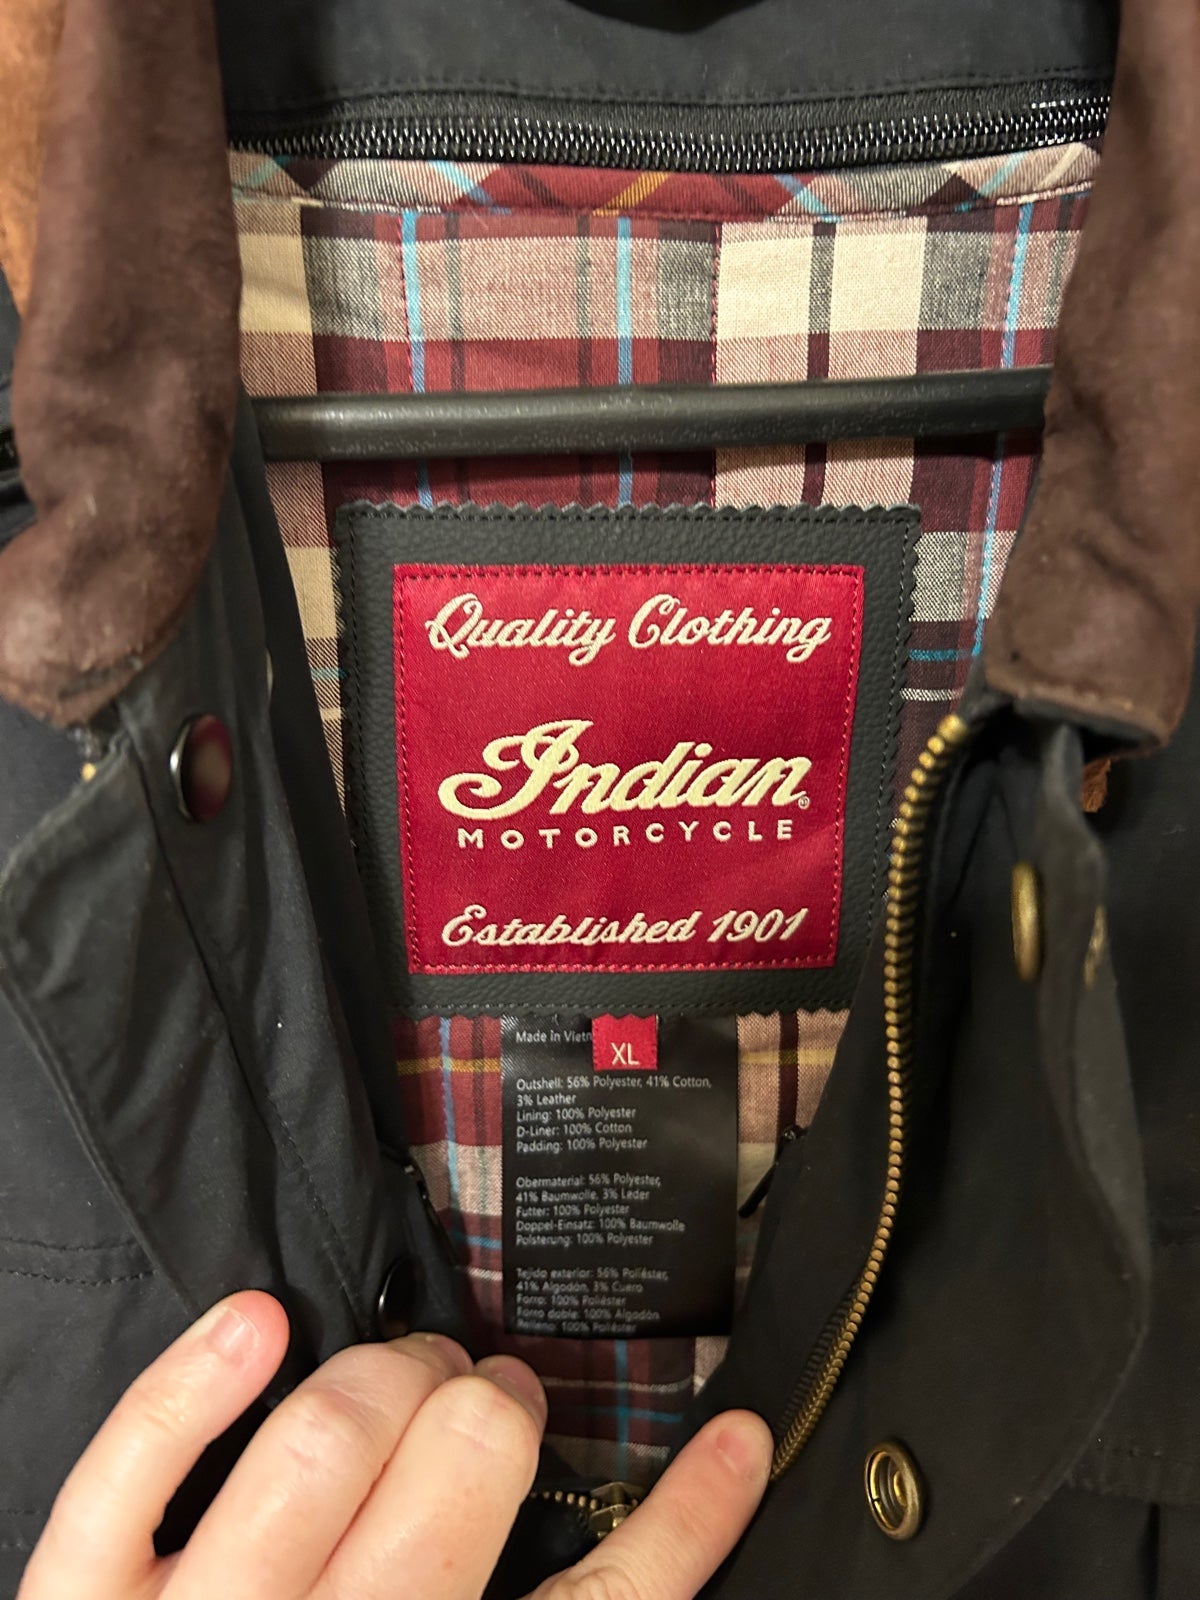 Quality Clothing
Indian
MOTORCYCLE
Established 1901
Made in
XL
Outshell: 56% Polyester, 41% Cotton,
3% Leather
Lining: 100% Polyester
D-Liner: 100% Cotton
Padding: 100% Polyester
Obermaterial: 56% Polyester,
41% Baumwolle, 3% Leder
Futter: 100% Polyester
Doppel-Einsatz: 100% Baumwolle
Polsterung: 100% Polyester
Tejido exterior: 56% Poliéster,
41% Algodón, 3% Cuero
Forro: 100% Poliéster
Forro doble: 100% Algodón
Relleno: 100% Poliéster